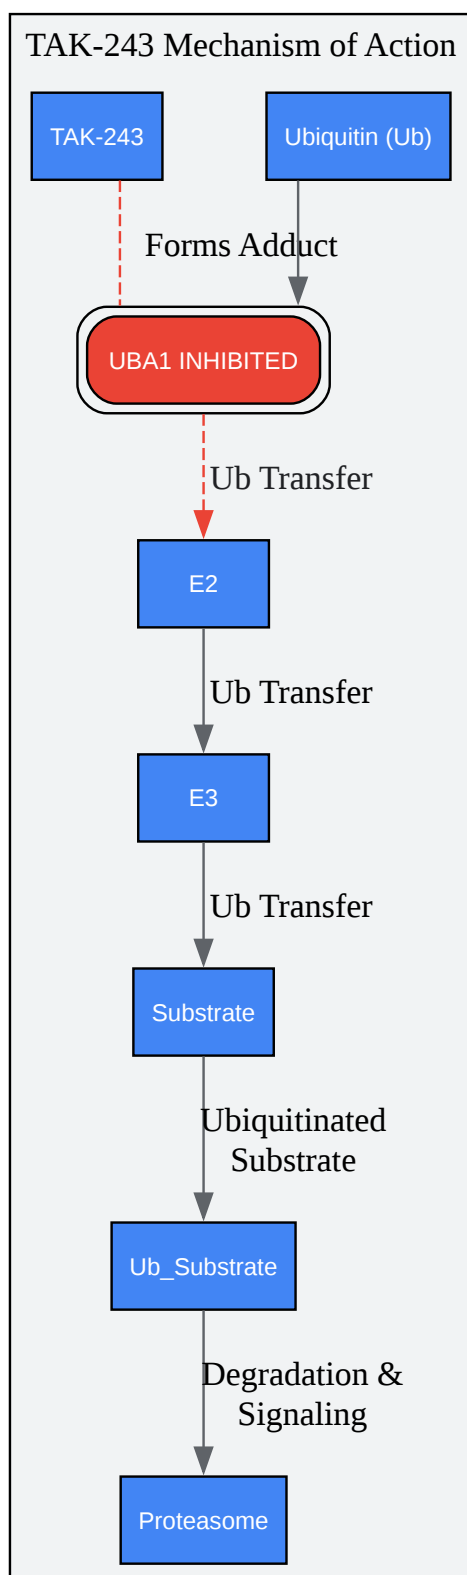 TAK-243 Mechanism of Action
TAK-243
Ubiquitin (Ub)
Forms Adduct
UBA1 INHIBITED
Ub Transfer
E2
Ub Transfer
E3
Ub Transfer
Substrate
Ubiquitinated
Substrate
Ub_Substrate
Degradation &
Signaling
Proteasome